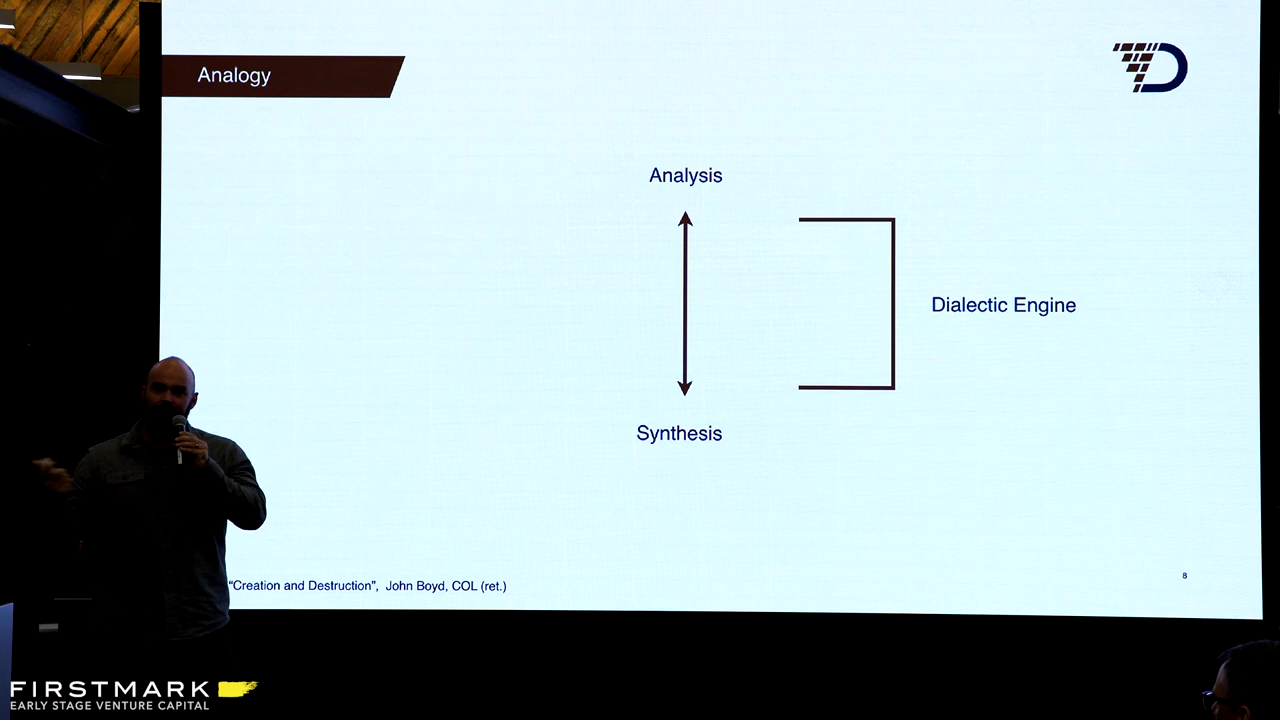 Analogy
Analysis
Dialectic Engine
Synthesis
“Creation and Destruction”, John Boyd, COL (ret.)
8
FIRSTMARK
EARLY STAGE VENTURE CAPITAL